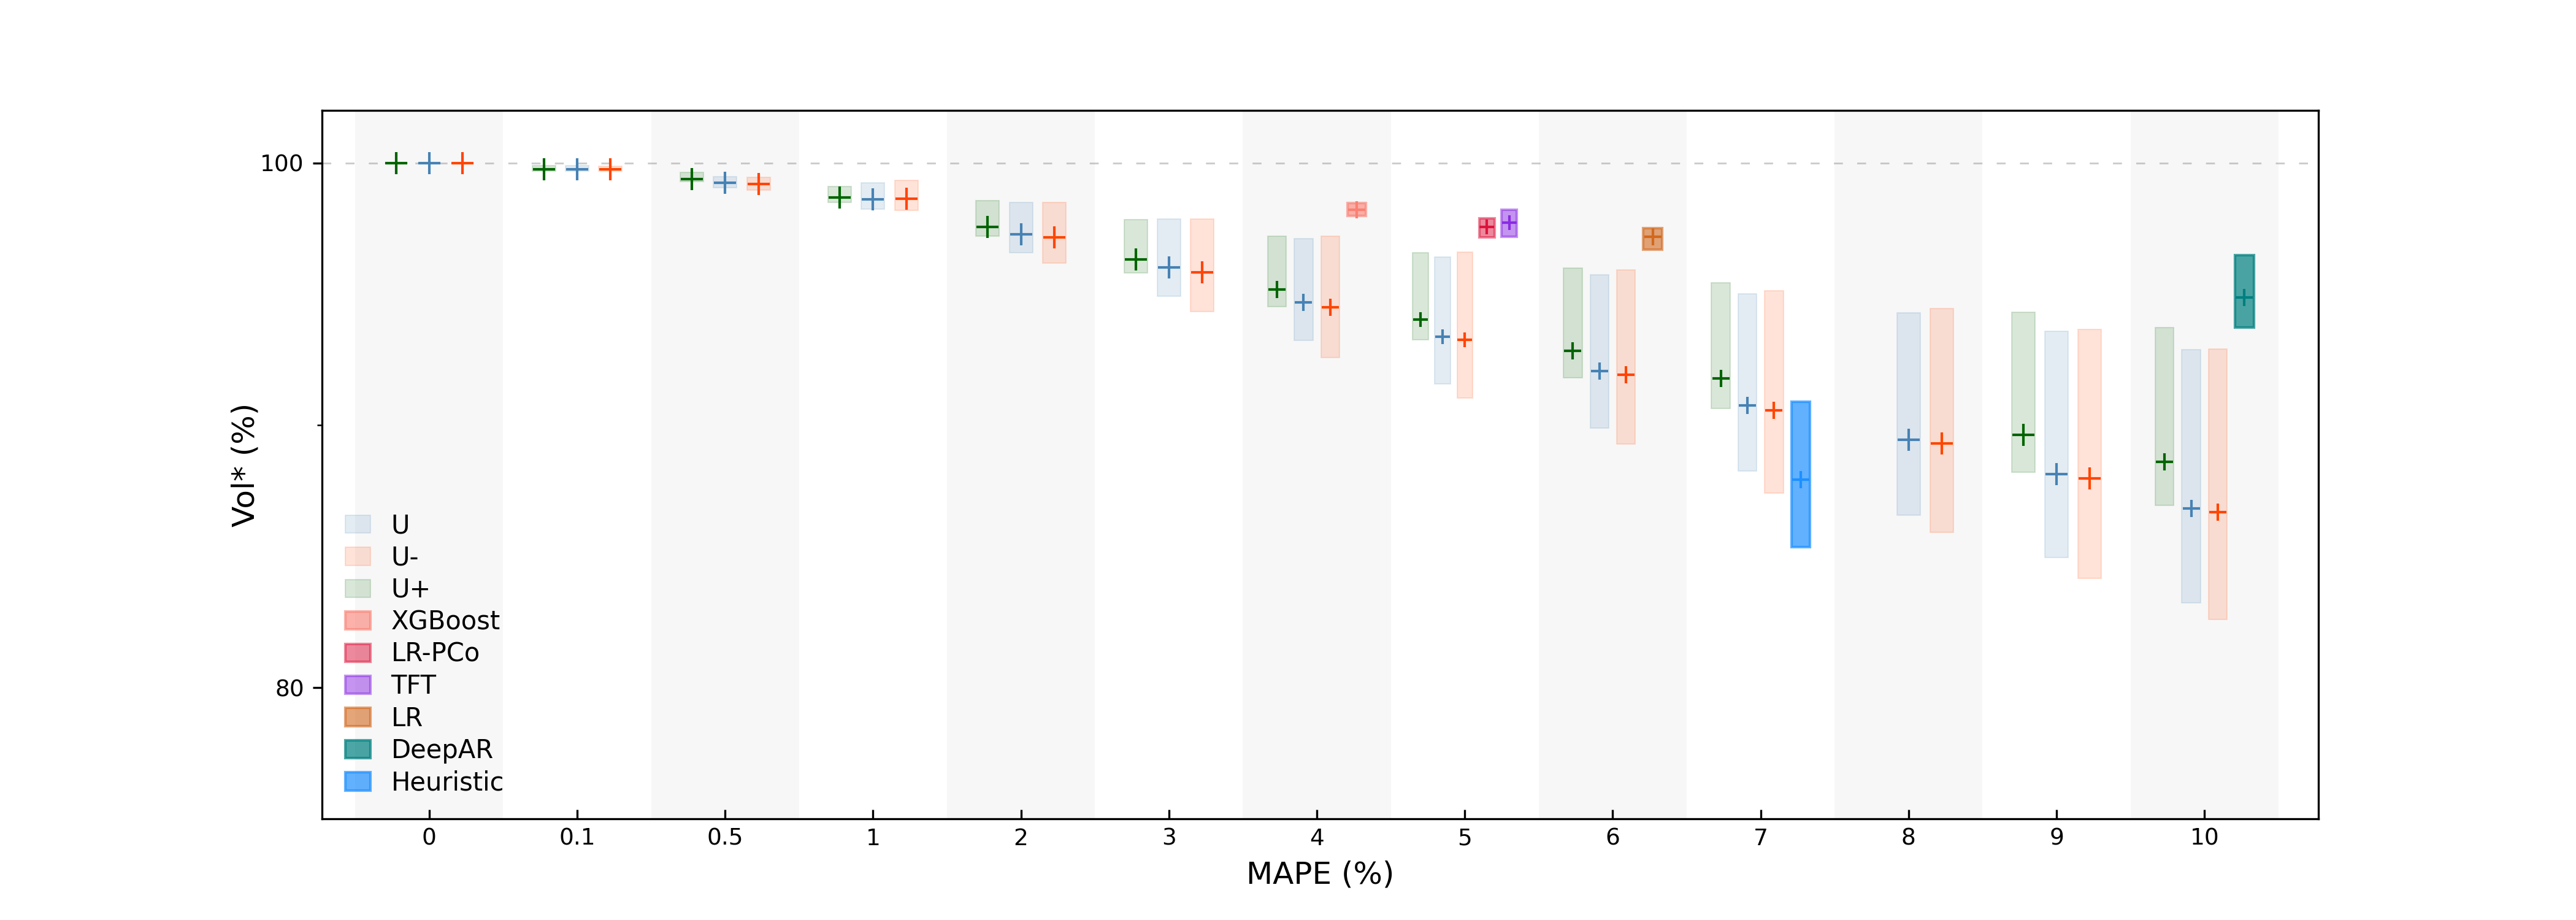 100
80
Vol* (%)
U
U-
U+
XGBoost
LR-PCo
TFT
LR
DeepAR
Heuristic
0 0.1 0.5 1 2 3 4 5 6 7 8 9 10
MAPE (%)